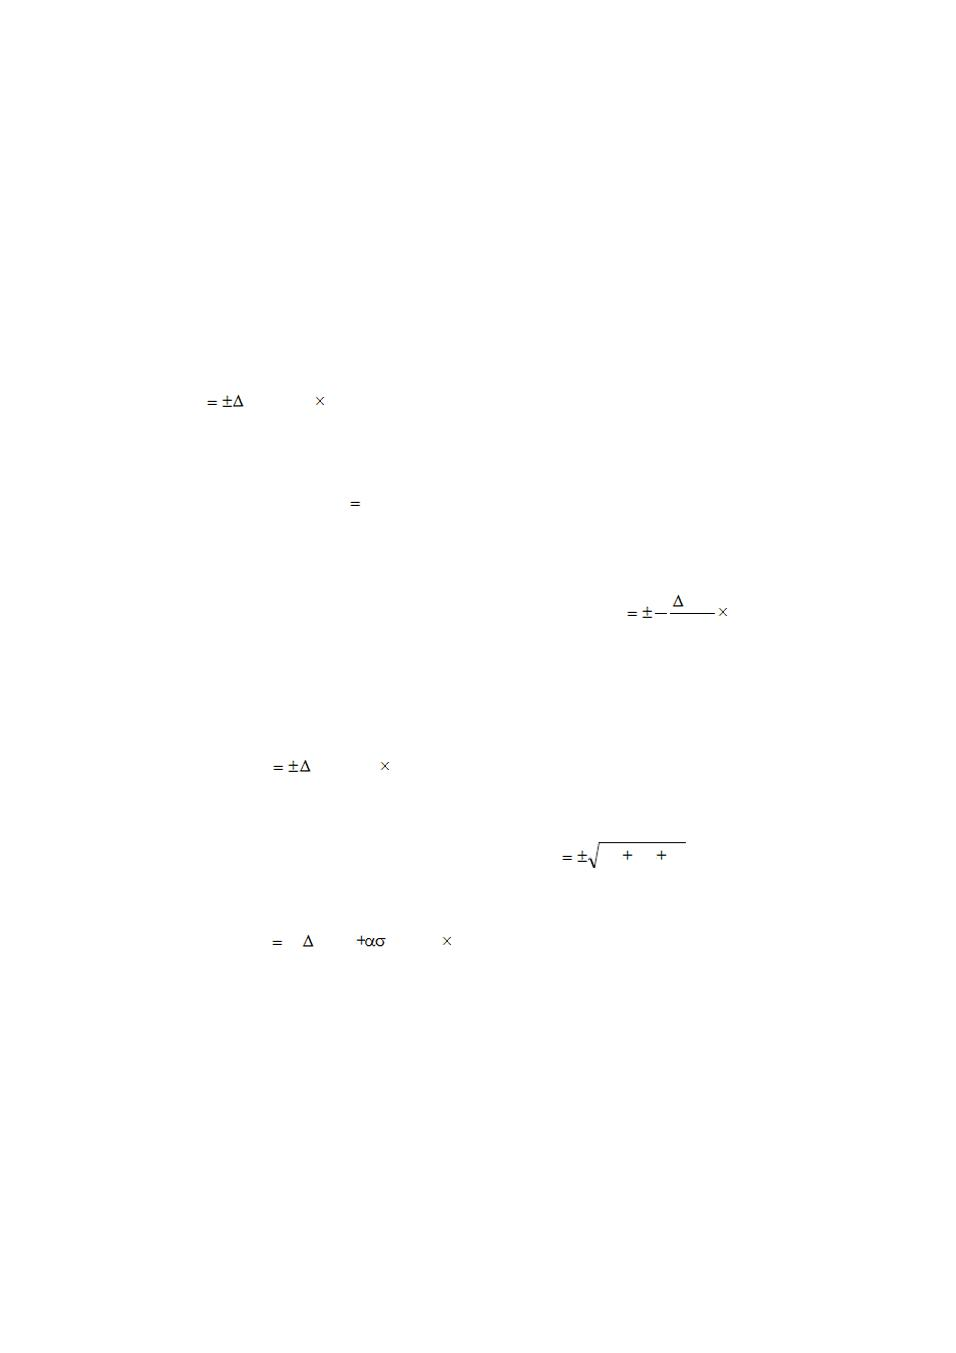 = ±Δ ×
=
= ± Δ ×
= ±Δ ×
= ±√ + +
= Δ +ασ ×